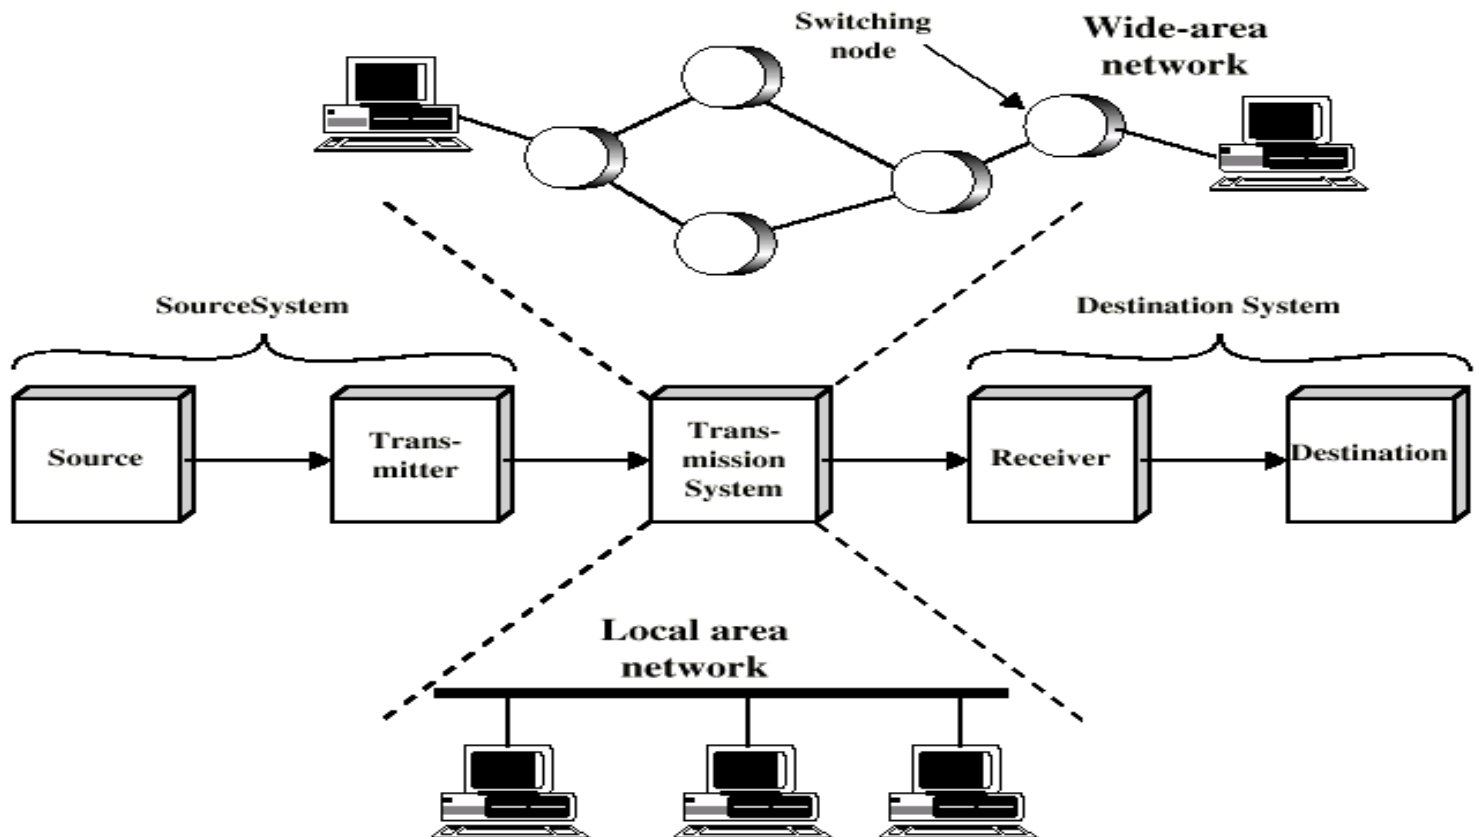 Switching
node
Wide-area
network
SourceSystem
Destination System
Source
Trans-
mitter
Trans-
mission
System
Receiver
Destination
Local area
network